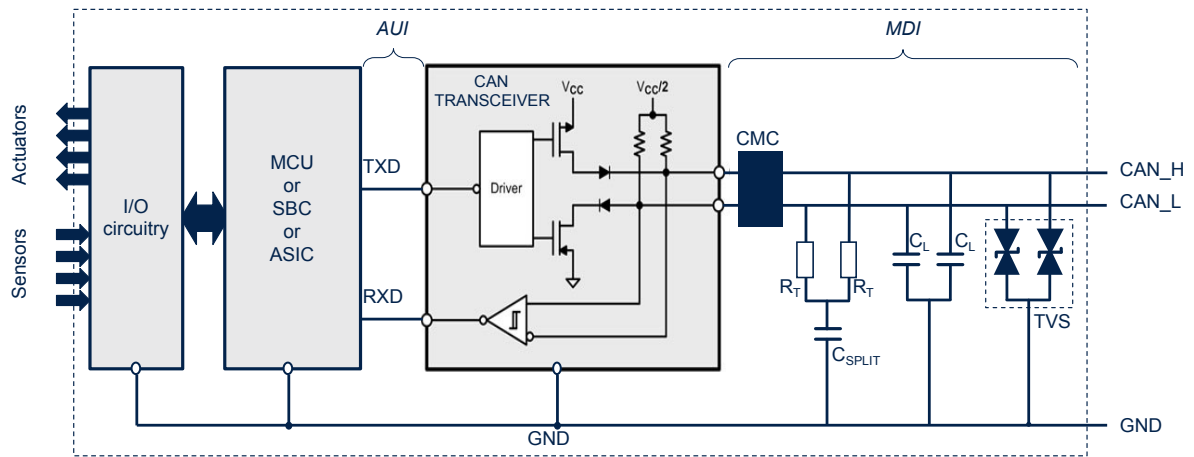 AUI
MDI
CAN
TRANSCEIVER
VCC
VCC/2
CMC
Actuators
TXD
CAN_H
MCU
or
SBC
or
ASIC
Driver
I/O
circuitry
CAN_L
CL
CL
Sensors
RXD
RT
RT
TVS
CSPLIT
GND
GND